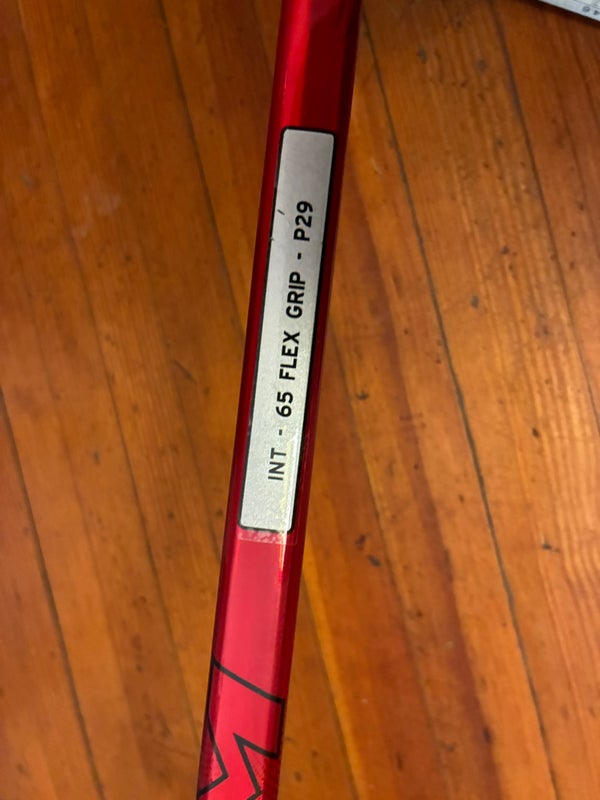 INT - 65 FLEX GRIP - P29